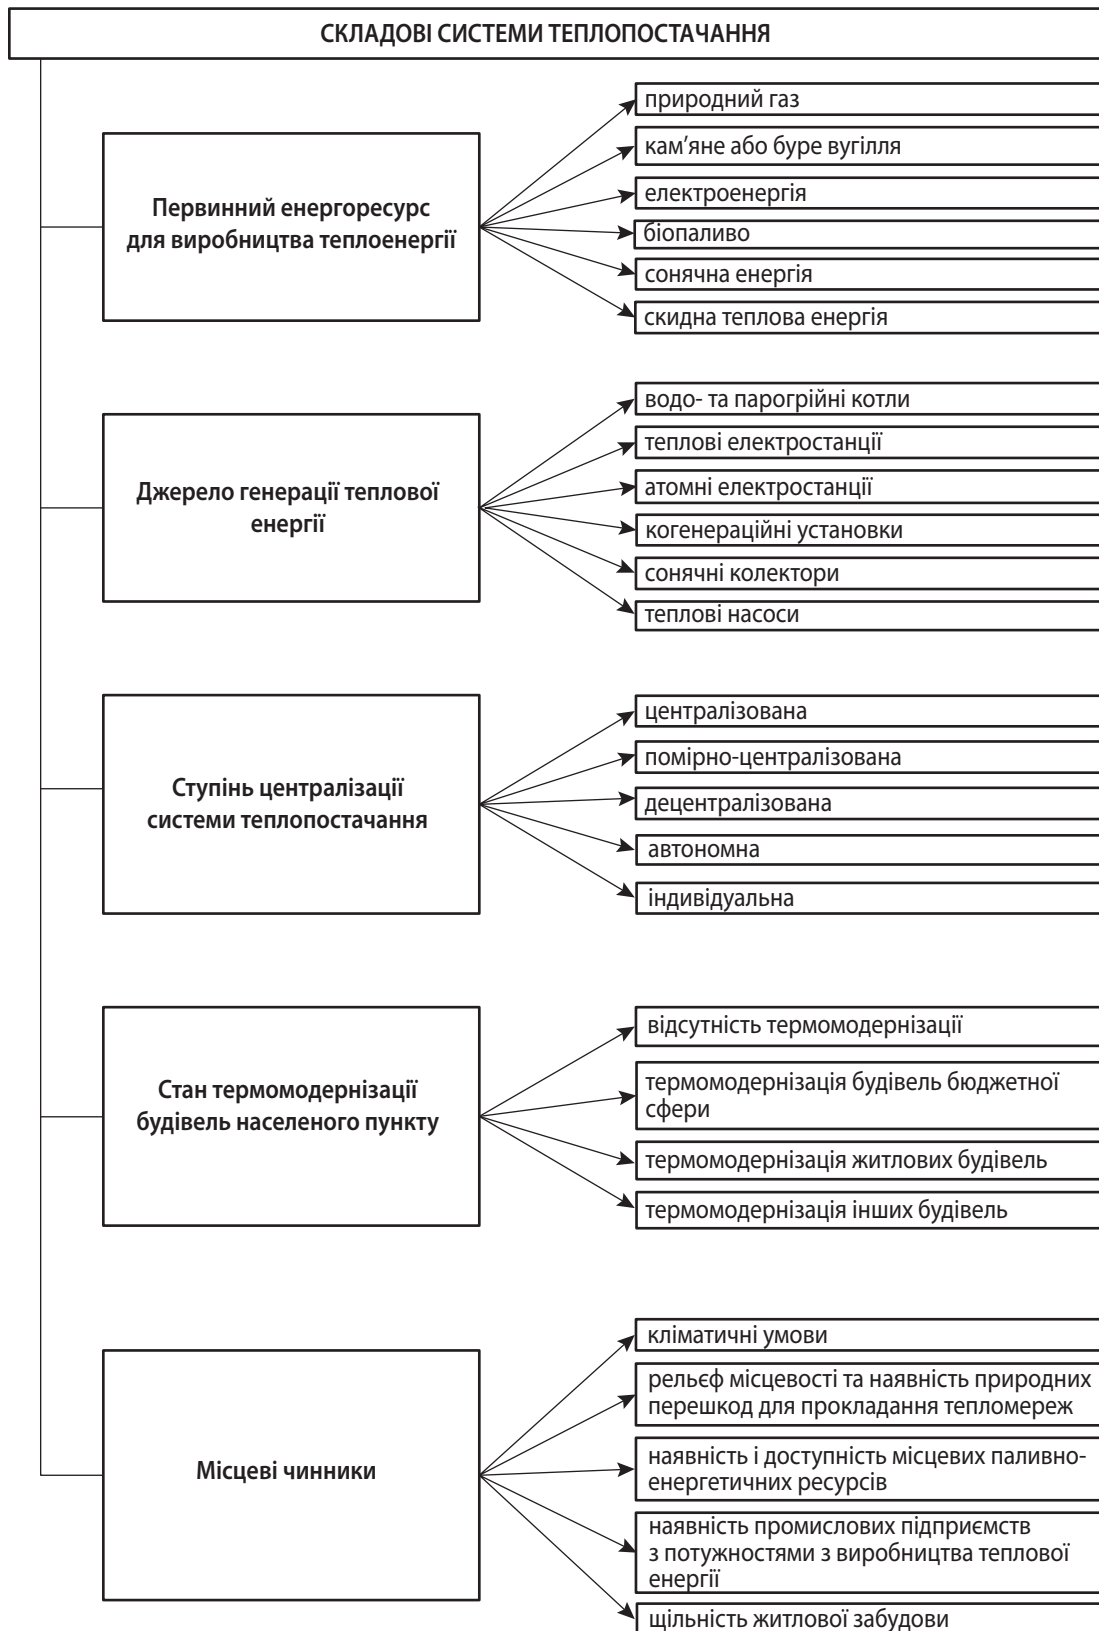 СКЛАДОВІ СИСТЕМИ ТЕПЛОПОСТАЧАННЯ
Первинний енергоресурс
для виробництва теплоенергії
природний газ
кам’яне або буре вугілля
електроенергія
біопаливо
сонячна енергія
скидна теплова енергія
Джерело генерації теплової
енергії
водо- та парогрійні котли
теплові електростанції
атомні електростанції
когенераційні установки
сонячні колектори
теплові насоси
Ступінь централізації
системи теплопостачання
централізована
помірно-централізована
децентралізована
автономна
індивідуальна
Стан термомодернізації
будівель населеного пункту
відсутність термомодернізації
термомодернізація будівель бюджетної
сфери
термомодернізація житлових будівель
термомодернізація інших будівель
Місцеві чинники
кліматичні умови
рельєф місцевості та наявність природних
перешкод для прокладання тепломереж
наявність і доступність місцевих паливно-
енергетичних ресурсів
наявність промислових підприємств
з потужностями з виробництва теплової
енергії
щільність житлової забудови